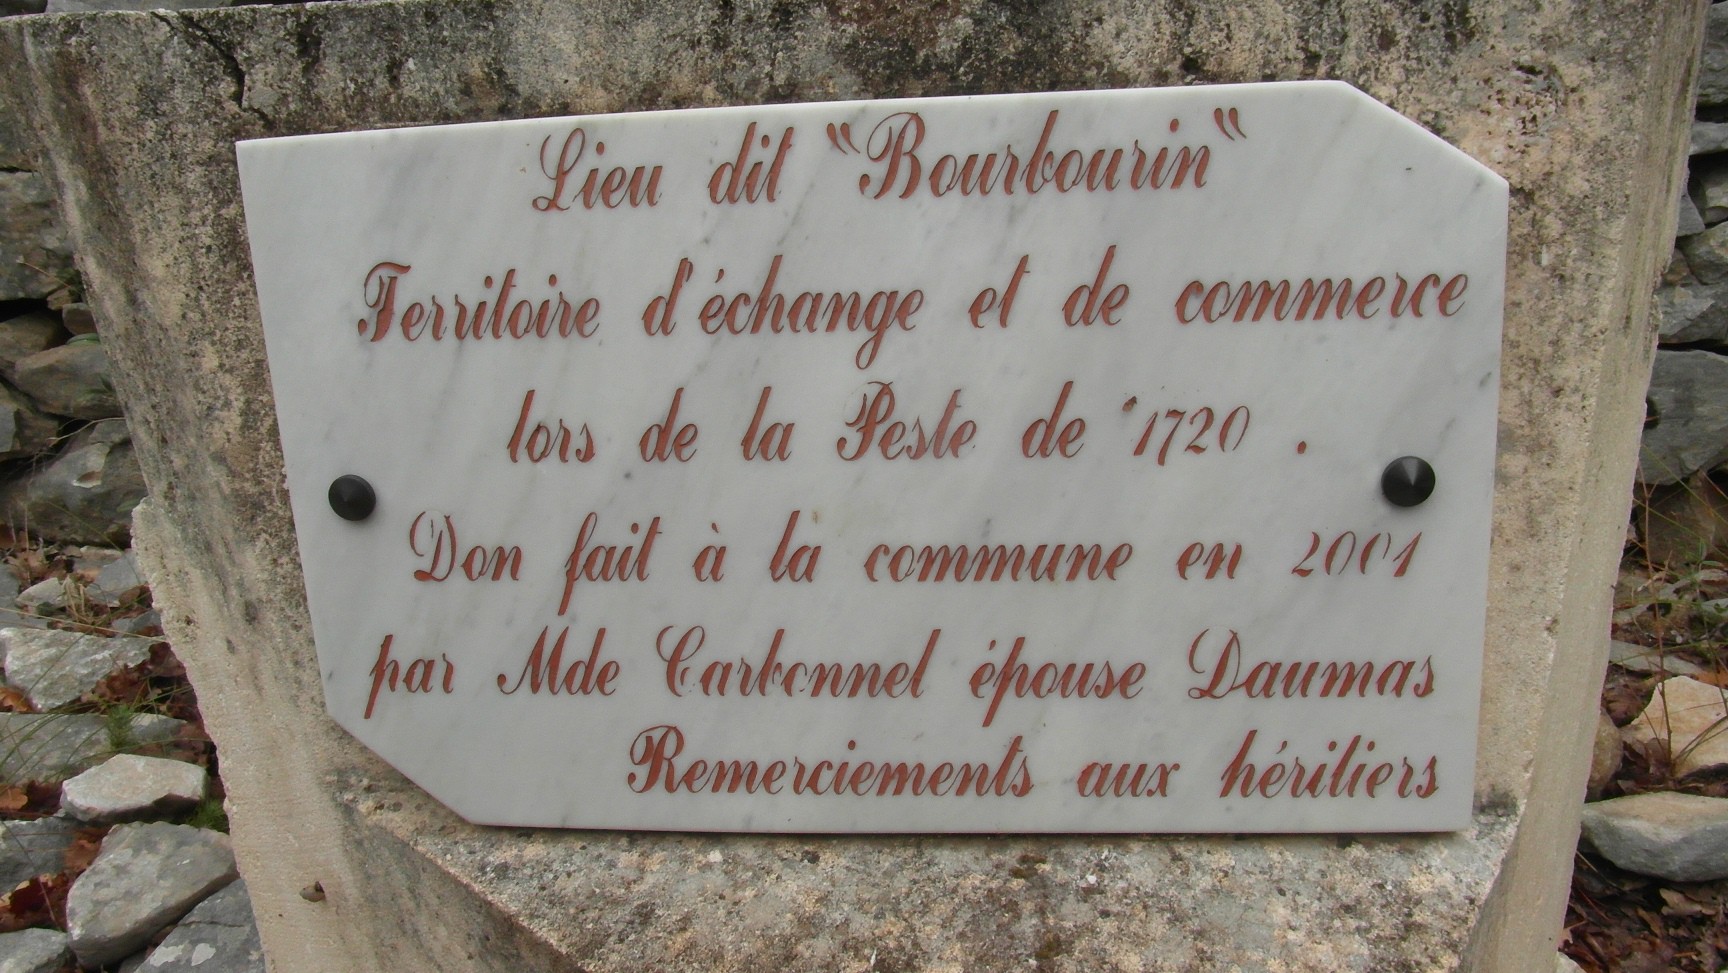 Lieu dit "Bourbourin"
Territoire d'échange et de commerce
lors de la Peste de 1720 .
Don fait à la commune en 2001
par Mde Carbonnel épouse Daumas
Remerciements aux héritiers